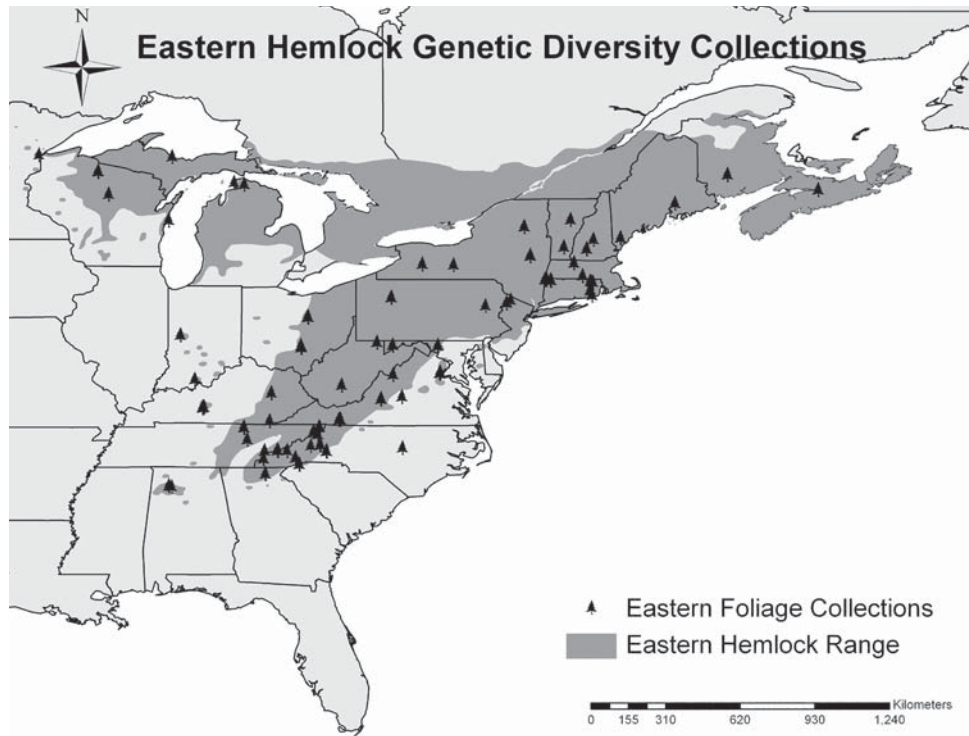 N
Eastern Hemlock Genetic Diversity Collections
Eastern Foliage Collections
Eastern Hemlock Range
Kilometers
0 155 310 620 930 1,240